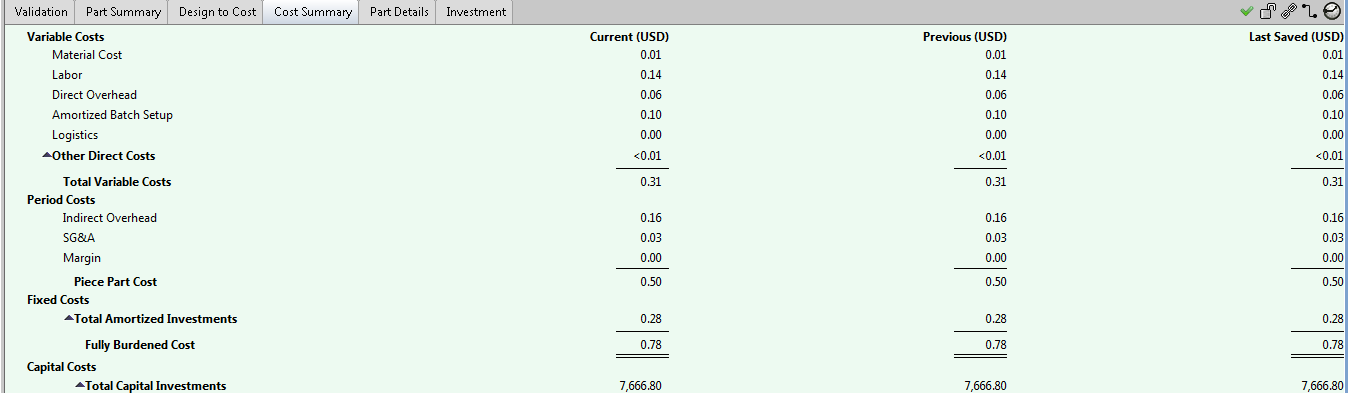 Validation Part Summary Design to Cost Cost Summary Part Details Investment
Variable Costs Current (USD) Previous (USD) Last Saved (USD)
Material Cost 0.01 0.01 0.01
Labor 0.14 0.14 0.14
Direct Overhead 0.06 0.06 0.06
Amortized Batch Setup 0.10 0.10 0.10
Logistics 0.00 0.00 0.00
Other Direct Costs <0.01 <0.01 <0.01
Total Variable Costs 0.31 0.31 0.31
Period Costs
Indirect Overhead 0.16 0.16 0.16
SG&A 0.03 0.03 0.03
Margin 0.00 0.00 0.00
Piece Part Cost 0.50 0.50 0.50
Fixed Costs
Total Amortized Investments 0.28 0.28 0.28
Fully Burdened Cost 0.78 0.78 0.78
Capital Costs
Total Capital Investments 7,666.80 7,666.80 7,666.80